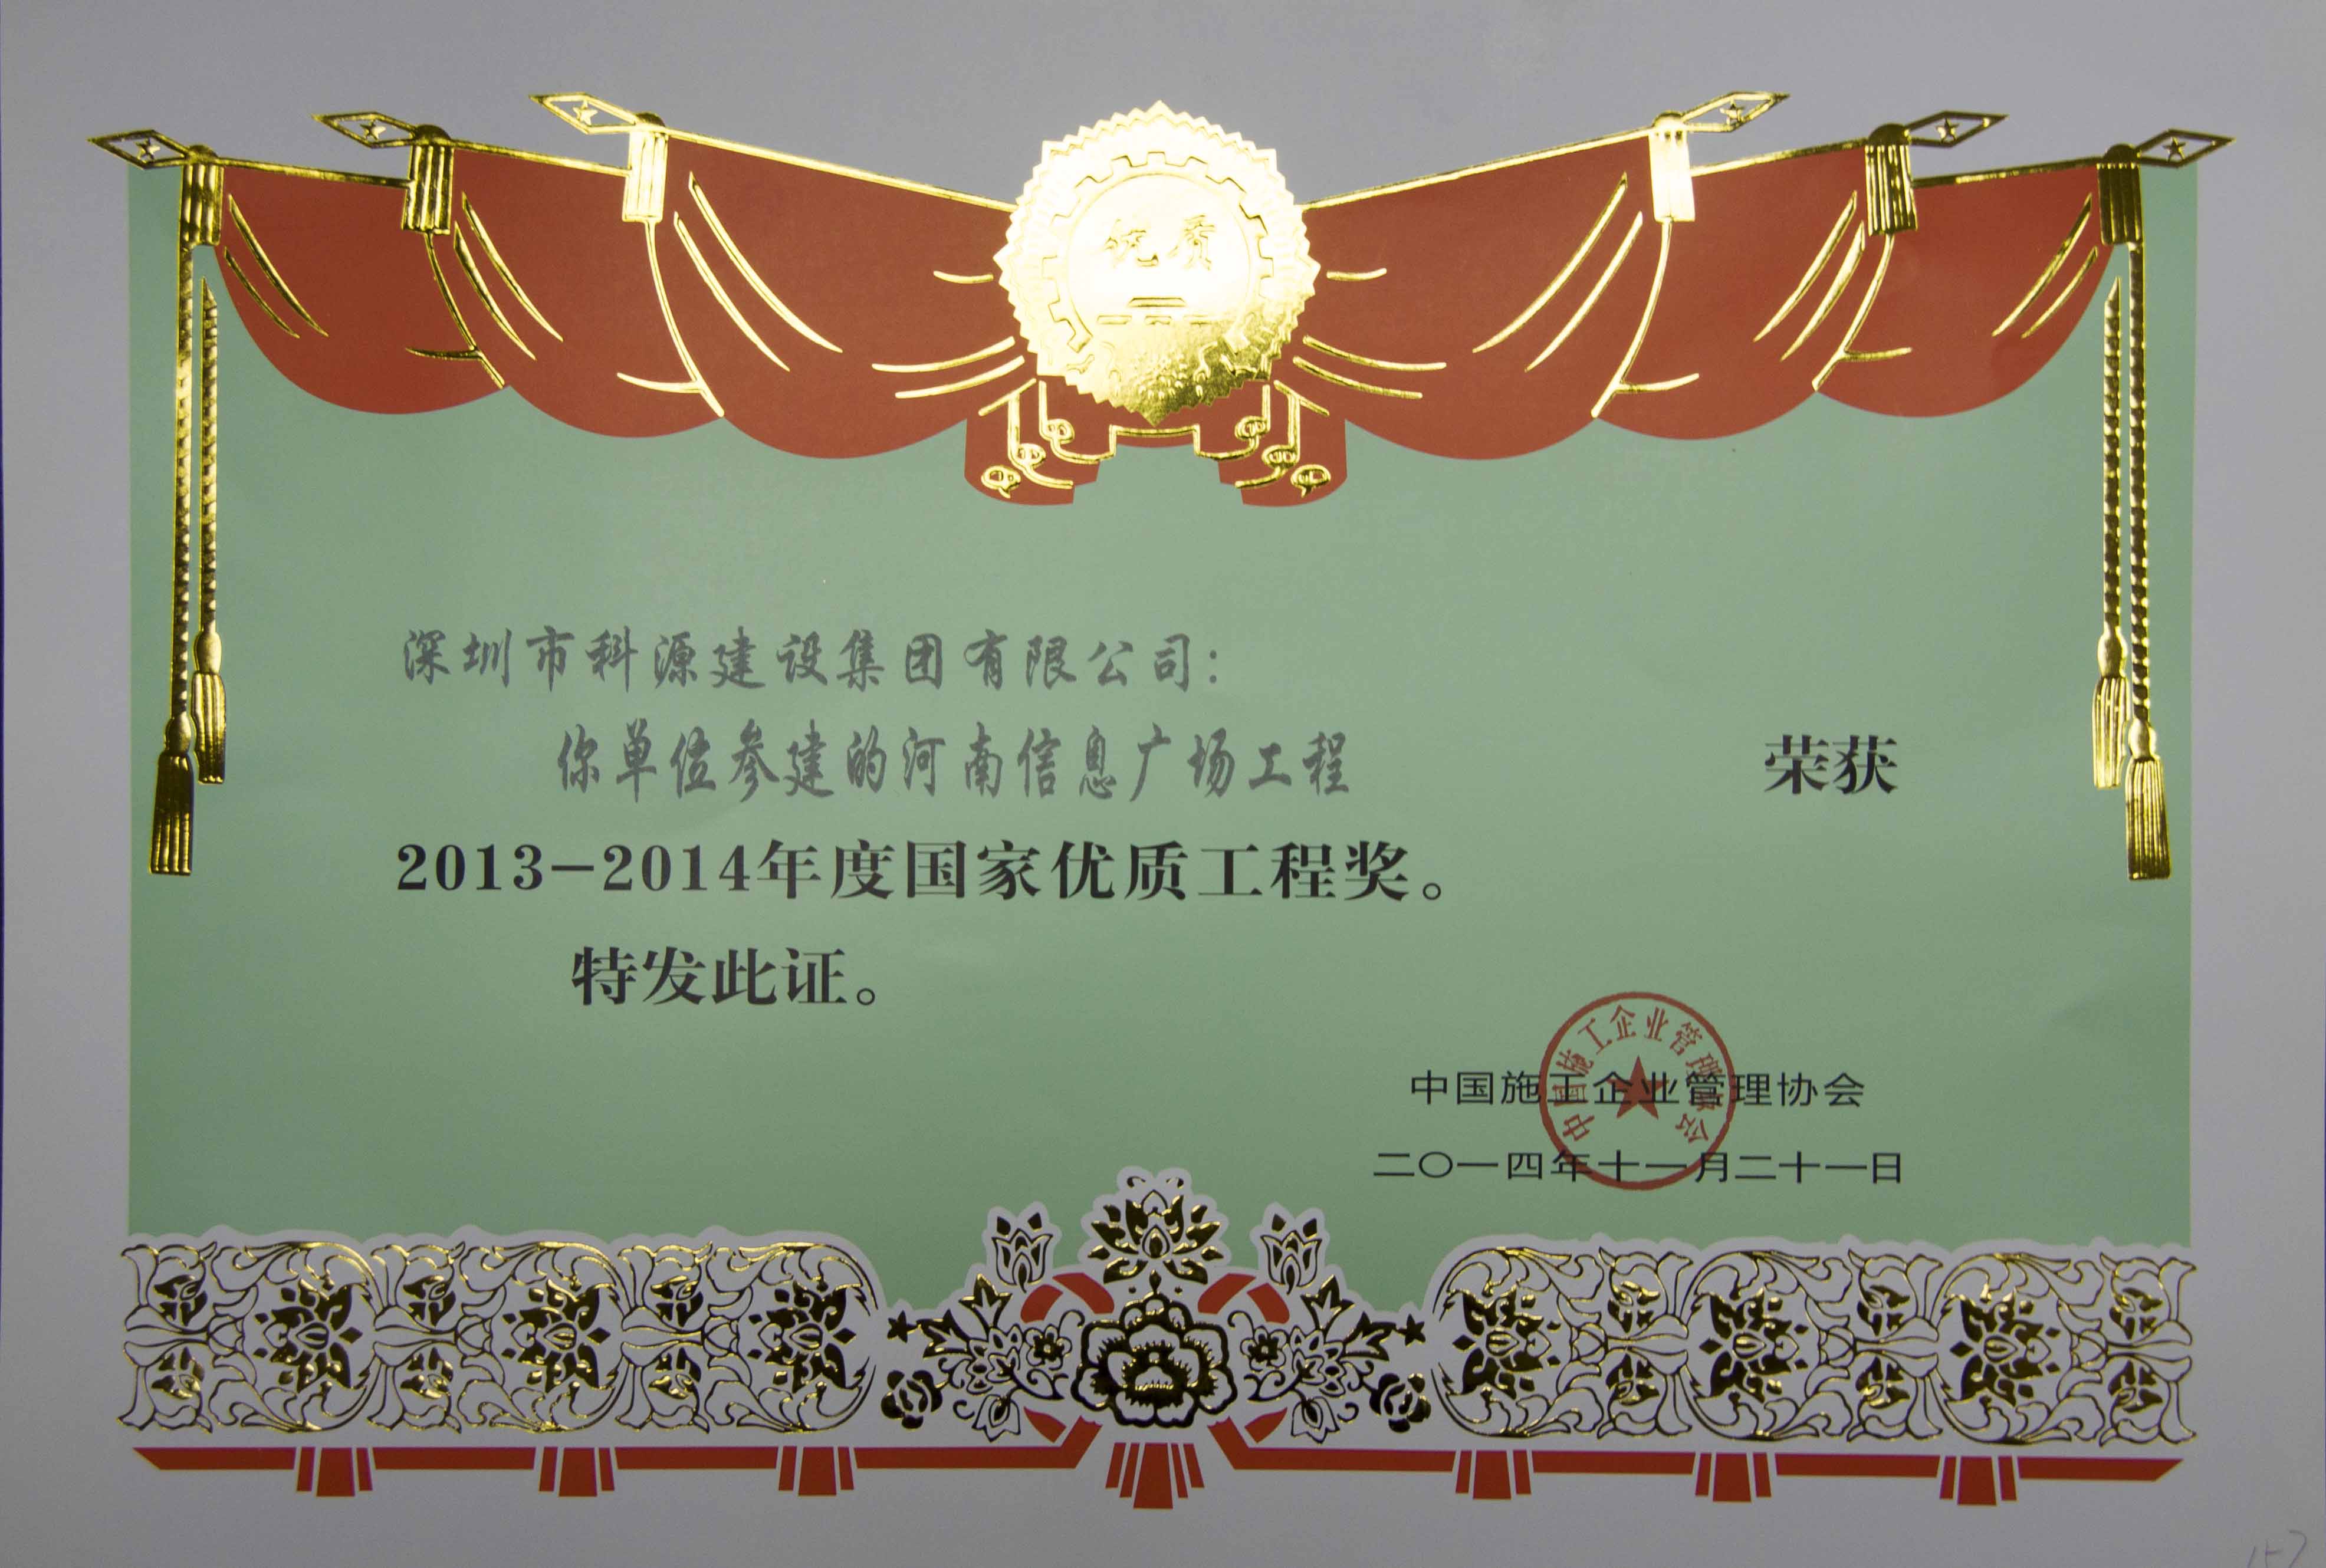 优质
深圳市科源建设集团有限公司：
你单位参建的河南信息广场工程 荣获
2013-2014年度国家优质工程奖。
特发此证。
中国施工企业管理协会
中国施工企业管理协会
二〇一四年十一月二十一日